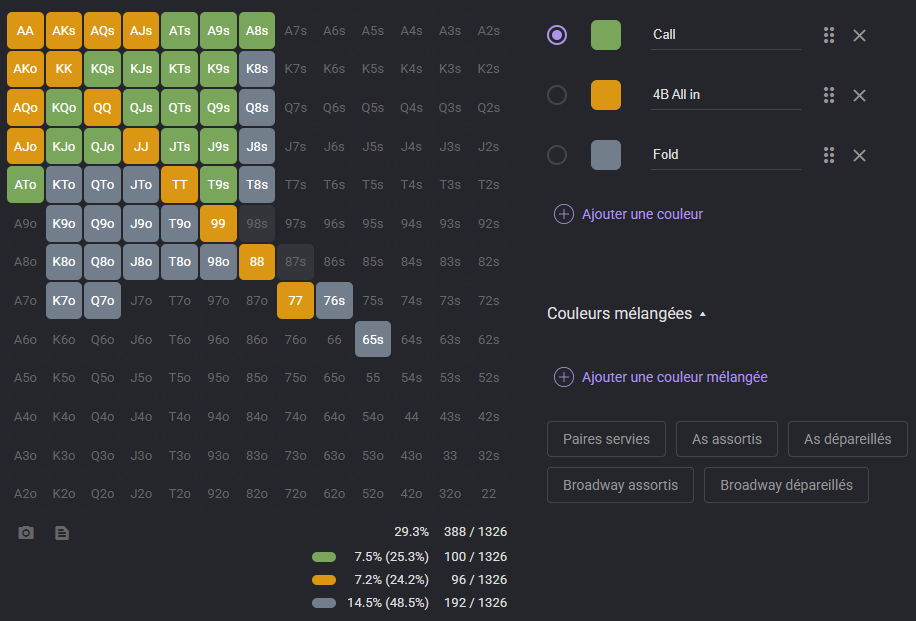 AA AKs AQs AJs ATs A9s A8s A7s A6s A5s A4s A3s A2s
AKo KK KQs KJs KTs K9s K8s K7s K6s K5s K4s K3s K2s
AQo KQo QQ QJs QTs Q9s Q8s Q7s Q6s Q5s Q4s Q3s Q2s
AJo KJo QJo JJ JTs J9s J8s J7s J6s J5s J4s J3s J2s
ATo KTo QTo JTo TT T9s T8s T7s T6s T5s T4s T3s T2s
A9o K9o Q9o J9o T9o 99 98s 97s 96s 95s 94s 93s 92s
A8o K8o Q8o J8o T8o 98o 88 87s 86s 85s 84s 83s 82s
A7o K7o Q7o J7o T7o 97o 87o 77 76s 75s 74s 73s 72s
A6o K6o Q6o J6o T6o 96o 86o 76o 66 65s 64s 63s 62s
A5o K5o Q5o J5o T5o 95o 85o 75o 65o 55 54s 53s 52s
A4o K4o Q4o J4o T4o 94o 84o 74o 64o 54o 44 43s 42s
A3o K3o Q3o J3o T3o 93o 83o 73o 63o 53o 43o 33 32s
A2o K2o Q2o J2o T2o 92o 82o 72o 62o 52o 42o 32o 22
29.3% 388 / 1326
7.5% (25.3%) 100 / 1326
7.2% (24.2%) 96 / 1326
14.5% (48.5%) 192 / 1326
Call
4B All in
Fold
Ajouter une couleur
Couleurs mélangées
Ajouter une couleur mélangée
Paires servies As assortis As dépareillés
Broadway assortis Broadway dépareillés